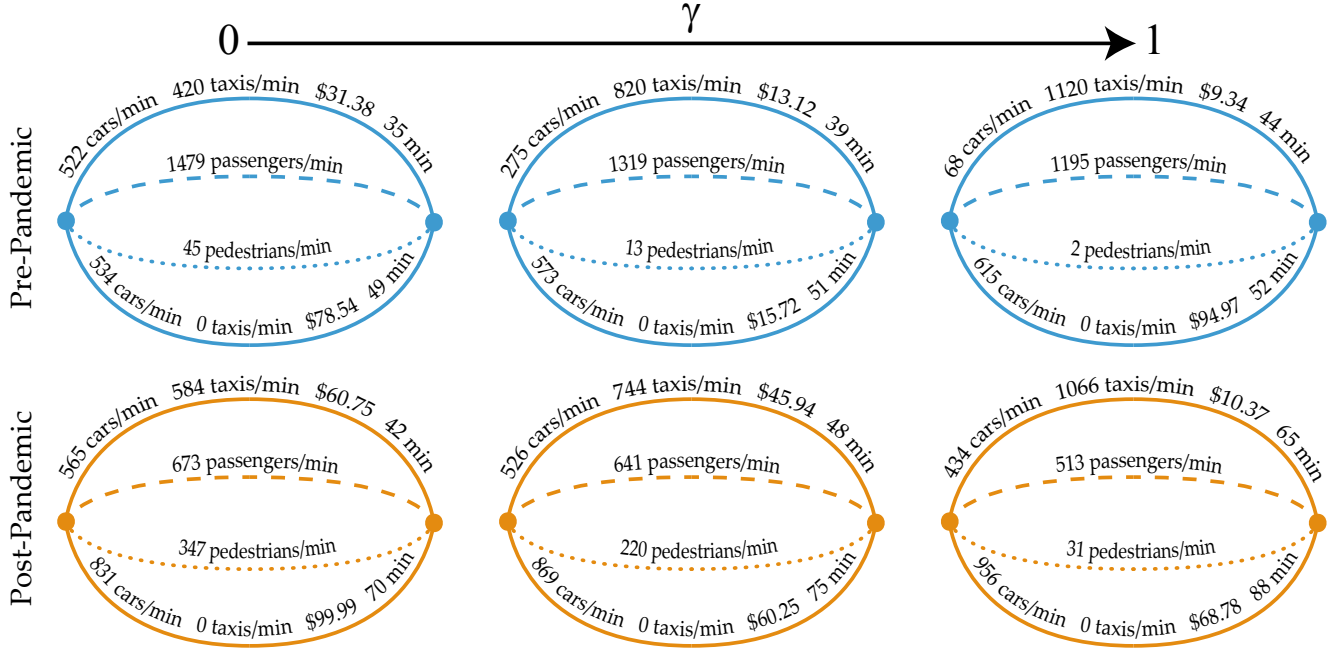 γ
0 1
Pre-Pandemic
522 cars/min 420 taxis/min $31.38 35 min
1479 passengers/min
45 pedestrians/min
534 cars/min 0 taxis/min $78.54 49 min
275 cars/min 820 taxis/min $13.12 39 min
1319 passengers/min
13 pedestrians/min
573 cars/min 0 taxis/min $15.72 51 min
68 cars/min 1120 taxis/min $9.34 44 min
1195 passengers/min
2 pedestrians/min
615 cars/min 0 taxis/min $94.97 52 min
Post-Pandemic
565 cars/min 584 taxis/min $60.75 42 min
673 passengers/min
347 pedestrians/min
831 cars/min 0 taxis/min $99.99 70 min
526 cars/min 744 taxis/min $45.94 48 min
641 passengers/min
220 pedestrians/min
869 cars/min 0 taxis/min $60.25 75 min
434 cars/min 1066 taxis/min $10.37 65 min
513 passengers/min
31 pedestrians/min
956 cars/min 0 taxis/min $68.78 88 min